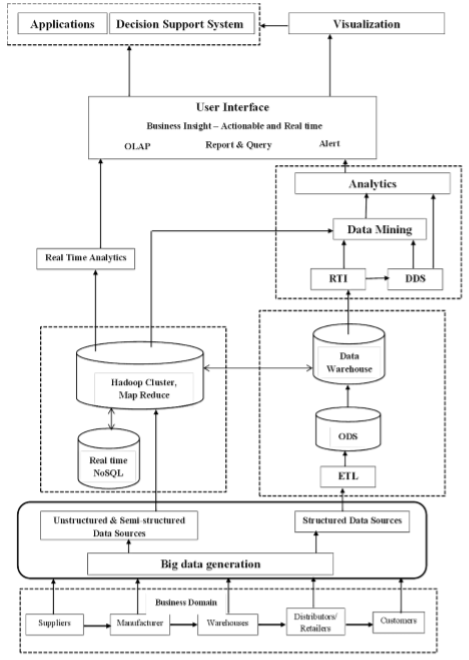 Applications
Decision Support System
Visualization
User Interface
Business Insight – Actionable and Real time
OLAP
Report & Query
Alert
Analytics
Data Mining
Real Time Analytics
RTI
DDS
Hadoop Cluster,
Map Reduce
Data
Warehouse
Real time
NoSQL
ODS
ETL
Unstructured & Semi-structured
Data Sources
Structured Data Sources
Big data generation
Business Domain
Suppliers
Manufacturer
Warehouses
Distributors/
Retailers
Customers